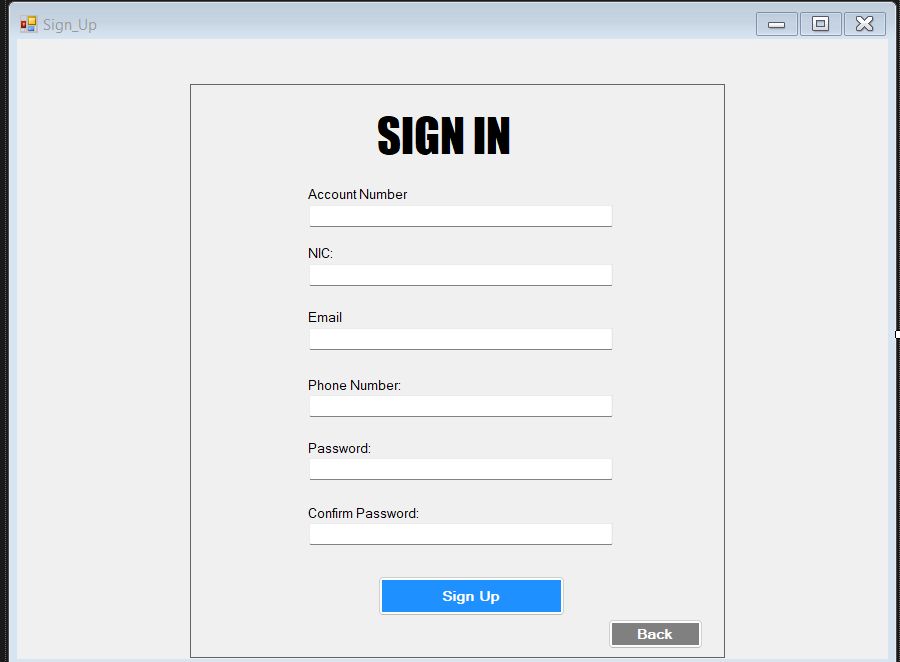 Sign_Up
SIGN IN
Account Number
NIC:
Email
Phone Number:
Password:
Confirm Password:
Sign Up
Back